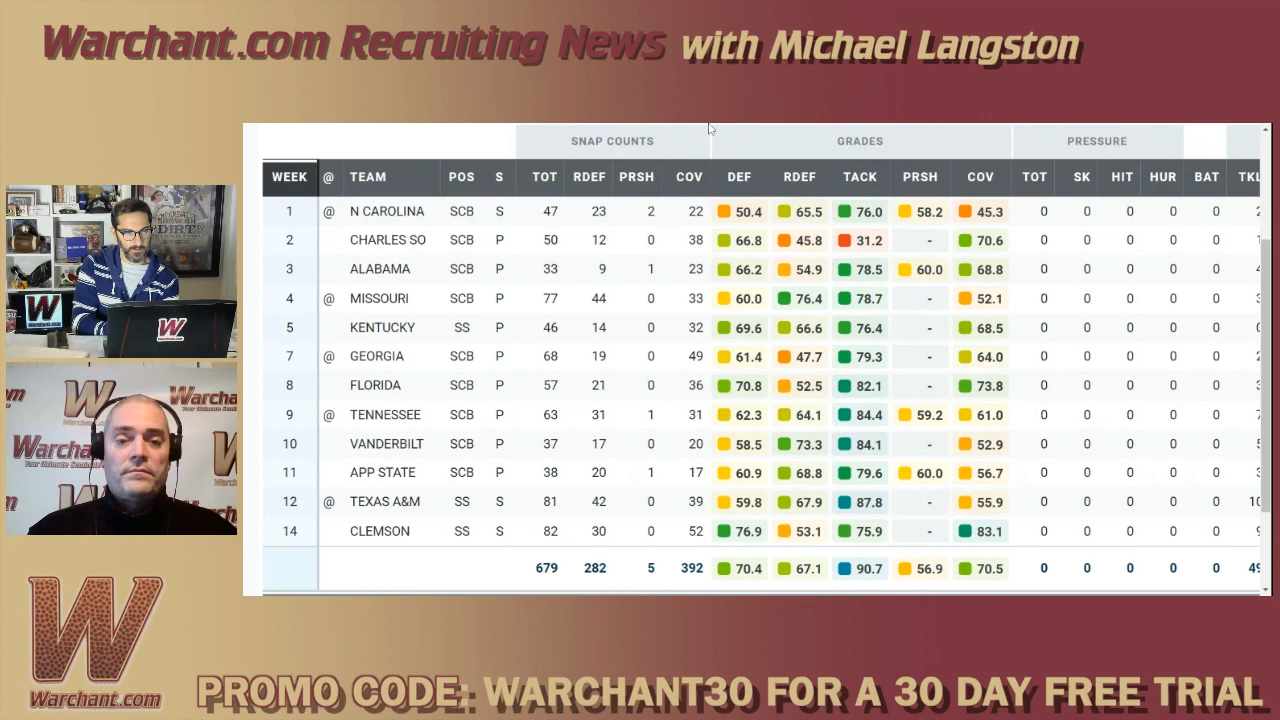 Warchant.com Recruiting News with Michael Langston
SNAP COUNTS GRADES PRESSURE
WEEK @ TEAM POS S TOT RDEF PRSH COV DEF RDEF TACK PRSH COV TOT SK HIT HUR BAT TKL
1 @ N CAROLINA SCB S 47 23 2 22 50.4 65.5 76.0 58.2 45.3 0 0 0 0 0
2 CHARLES SO SCB P 50 12 0 38 66.8 45.8 31.2 - 70.6 0 0 0 0 0
3 ALABAMA SCB P 33 9 1 23 66.2 54.9 78.5 60.0 68.8 0 0 0 0 0
4 @ MISSOURI SCB P 77 44 0 33 60.0 76.4 78.7 - 52.1 0 0 0 0 0
5 KENTUCKY SS P 46 14 0 32 69.6 66.6 76.4 - 68.5 0 0 0 0 0
7 @ GEORGIA SCB P 68 19 0 49 61.4 47.7 79.3 - 64.0 0 0 0 0 0
8 FLORIDA SCB P 57 21 0 36 70.8 52.5 82.1 - 73.8 0 0 0 0 0
9 @ TENNESSEE SCB P 63 31 1 31 62.3 64.1 84.4 59.2 61.0 0 0 0 0 0
10 VANDERBILT SCB P 37 17 0 20 58.5 73.3 84.1 - 52.9 0 0 0 0 0
11 APP STATE SCB P 38 20 1 17 60.9 68.8 79.6 60.0 56.7 0 0 0 0 0
12 @ TEXAS A&M SS S 81 42 0 39 59.8 67.9 87.8 - 55.9 0 0 0 0 0 10
14 CLEMSON SS S 82 30 0 52 76.9 53.1 75.9 - 83.1 0 0 0 0 0 9
679 282 5 392 70.4 67.1 90.7 56.9 70.5 0 0 0 0 0 49
W
W
W
Warchant
Warchant
W
Warchant.com
PROMO CODE: WARCHANT30 FOR A 30 DAY FREE TRIAL